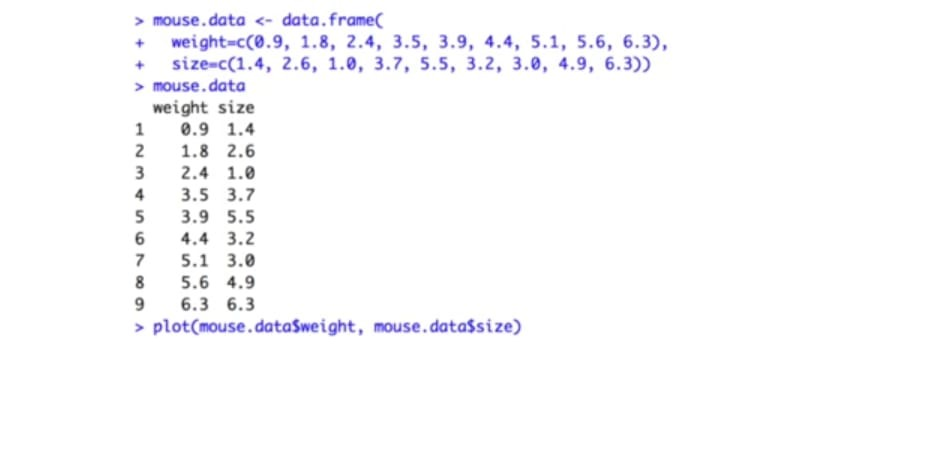 > mouse.data <- data.frame(
+   weight=c(0.9, 1.8, 2.4, 3.5, 3.9, 4.4, 5.1, 5.6, 6.3),
+   size=c(1.4, 2.6, 1.0, 3.7, 5.5, 3.2, 3.0, 4.9, 6.3))
> mouse.data
  weight size
1    0.9  1.4
2    1.8  2.6
3    2.4  1.0
4    3.5  3.7
5    3.9  5.5
6    4.4  3.2
7    5.1  3.0
8    5.6  4.9
9    6.3  6.3
> plot(mouse.data$weight, mouse.data$size)